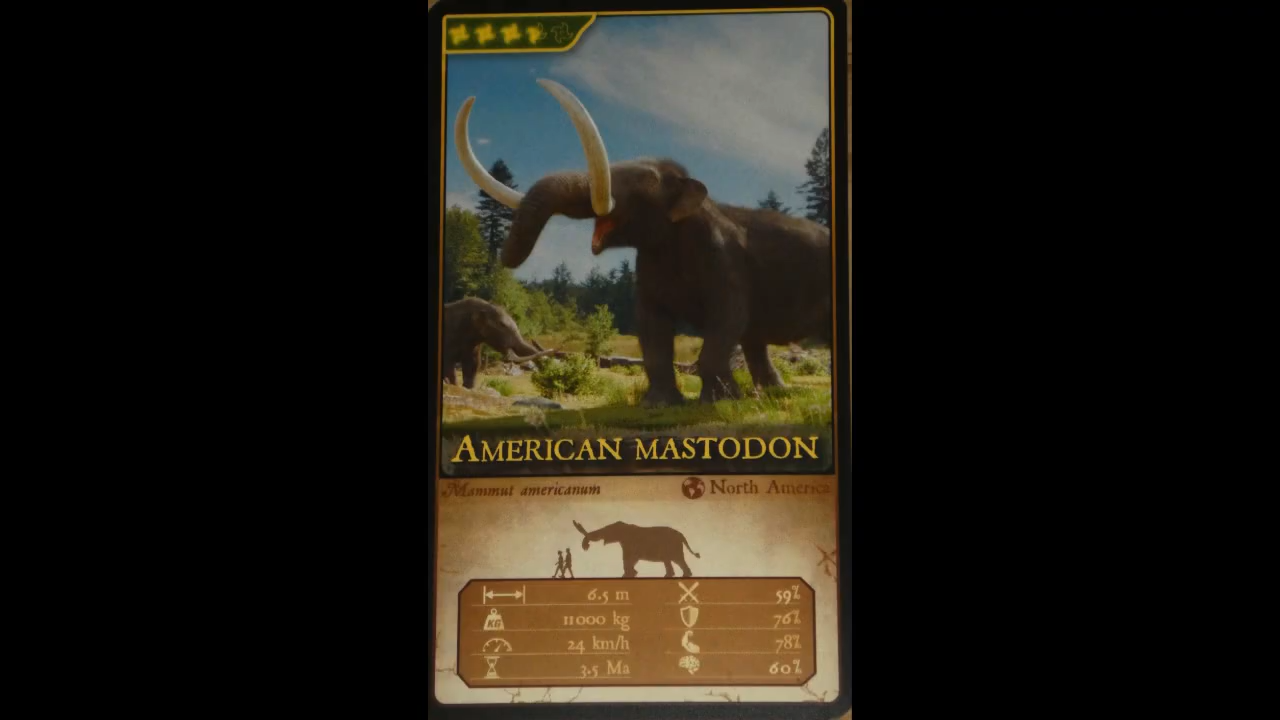 AMERICAN MASTODON
Mammut americanum
North America
6.5 m
59%
KG
11000 kg
76%
24 km/h
78%
3.5 Ma
60%